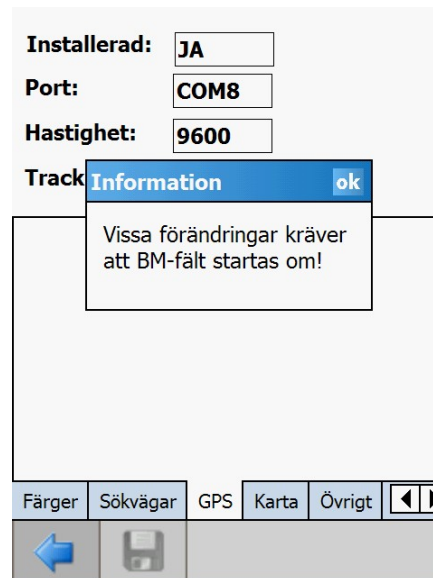 Installerad: JA
Port: COM8
Hastighet: 9600
Track
Information ok
Vissa förändringar kräver
att BM-fält startas om!
Färger Sökvägar GPS Karta Övrigt